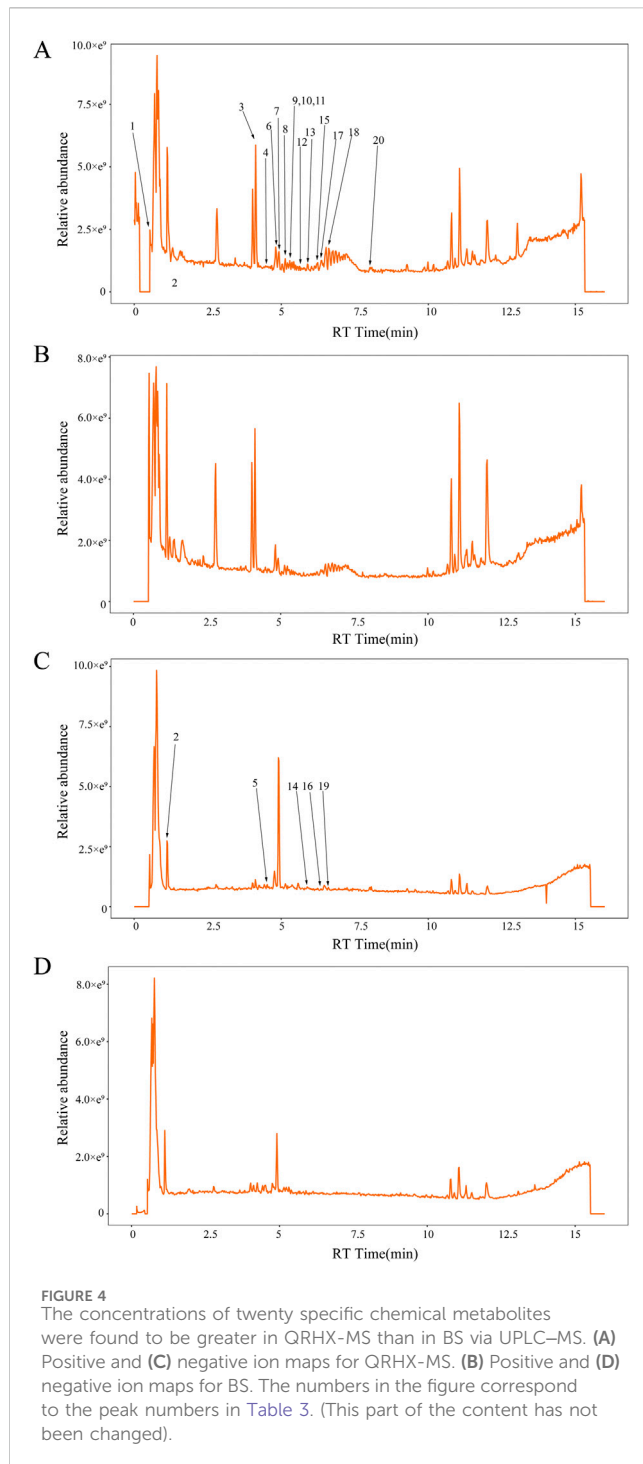 A
10.0×e⁹
7.5×e⁹
5.0×e⁹
2.5×e⁹
0
Relative abundance
1
2
3
4
6
7
8
9,10,11
12
13
15
17
18
20
2.5
5
7.5
10
12.5
15
RT Time(min)
B
8.0×e⁹
6.0×e⁹
4.0×e⁹
2.0×e⁹
0
Relative abundance
2.5
5
7.5
10
15
RT Time(min)
C
10.0×e⁹
7.5×e⁹
5.0×e⁹
2.5×e⁹
0
Relative abundance
2
5
14
16
19
2.5
5
7.5
10
12.5
15
RT Time(min)
D
8.0×e⁹
6.0×e⁹
4.0×e⁹
2.0×e⁹
0
Relative abundance
2.5
5
7.5
10
12.5
15
RT Time(min)
FIGURE 4
The concentrations of twenty specific chemical metabolites
were found to be greater in QRHX-MS than in BS via UPLC–MS. (A)
Positive and (C) negative ion maps for QRHX-MS. (B) Positive and (D)
negative ion maps for BS. The numbers in the figure correspond
to the peak numbers in Table 3. (This part of the content has not
been changed).